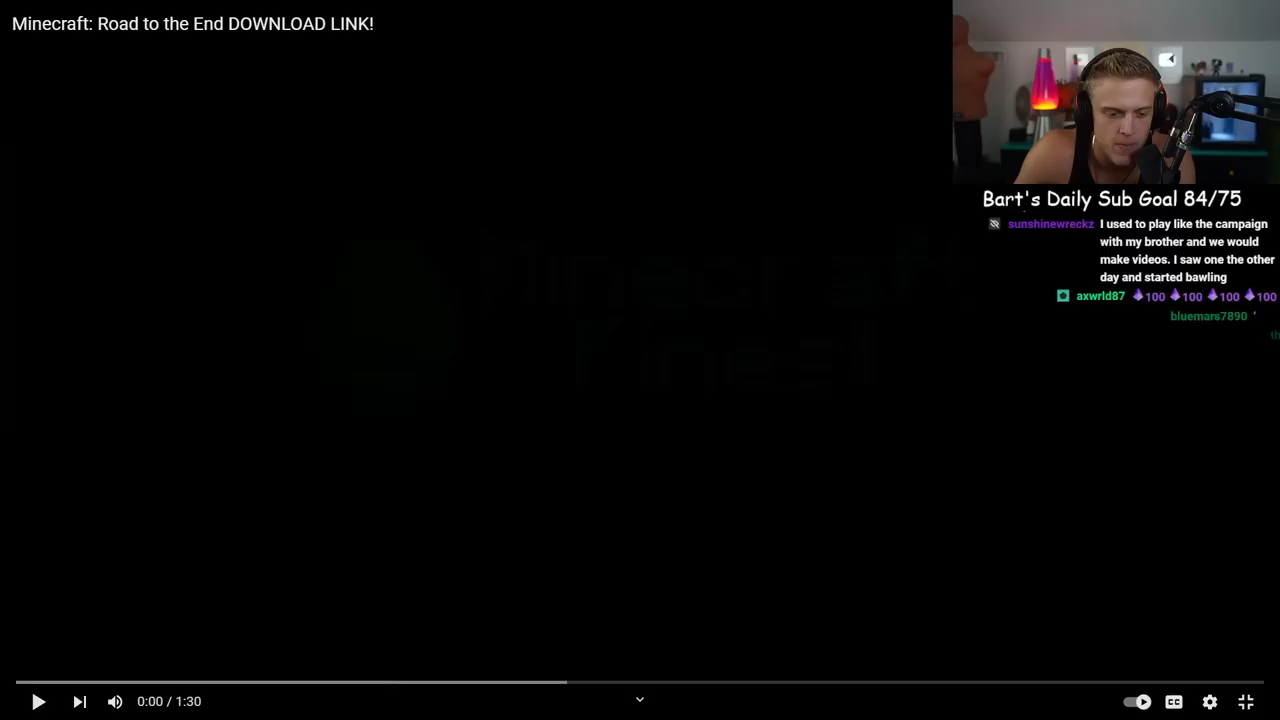 Minecraft: Road to the End DOWNLOAD LINK!
Bart's Daily Sub Goal 84/75
sunshinewreckz I used to play like the campaign
with my brother and we would
make videos. I saw one the other
day and started bawling
axwrld87 100 100 100 100
bluemars7890
0:00 / 1:30
CC